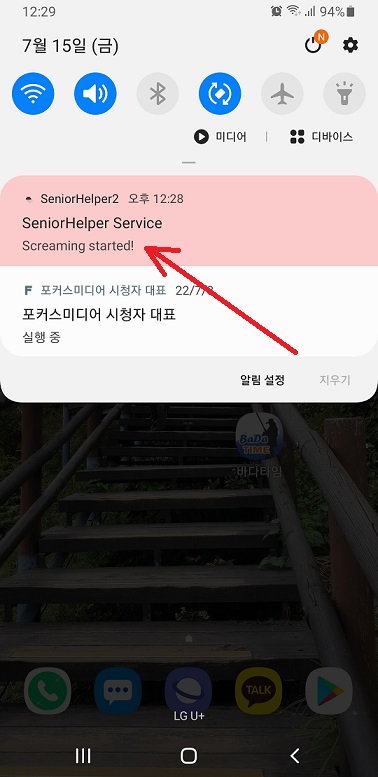 12:29
94%
7월 15일 (금)
N
미디어
디바이스
SeniorHelper2 오후 12:28
SeniorHelper Service
Screaming started!
F 포커스미디어 시청자 대표 22/7/8
포커스미디어 시청자 대표
실행 중
알림 설정
지우기
BaDa
TIME
바다타임
TALK
LG U+